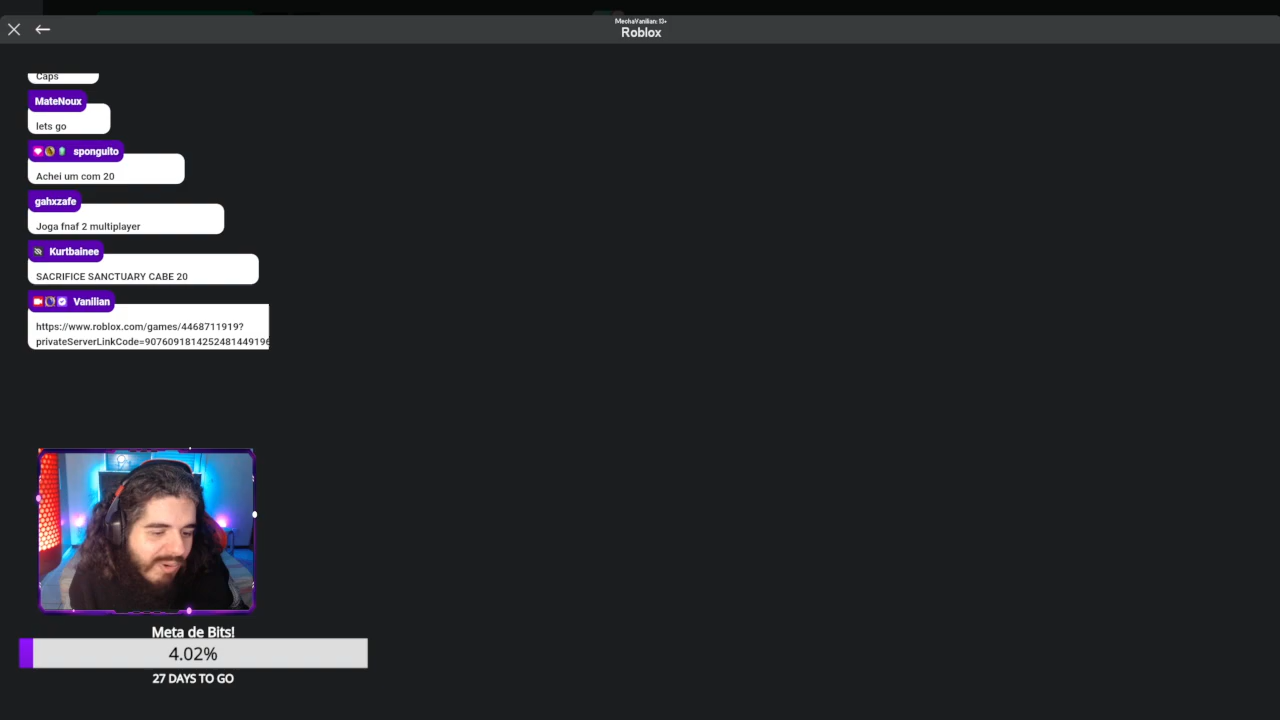 MechaVanilian: 13+
Roblox
Caps
MateNoux
lets go
sponguito
Achei um com 20
gahxzafe
Joga fnaf 2 multiplayer
Kurtbainee
SACRIFICE SANCTUARY CABE 20
Vanilian
https://www.roblox.com/games/4468711919?
privateServerLinkCode=9076091814252481449196
Meta de Bits!
4.02%
27 DAYS TO GO